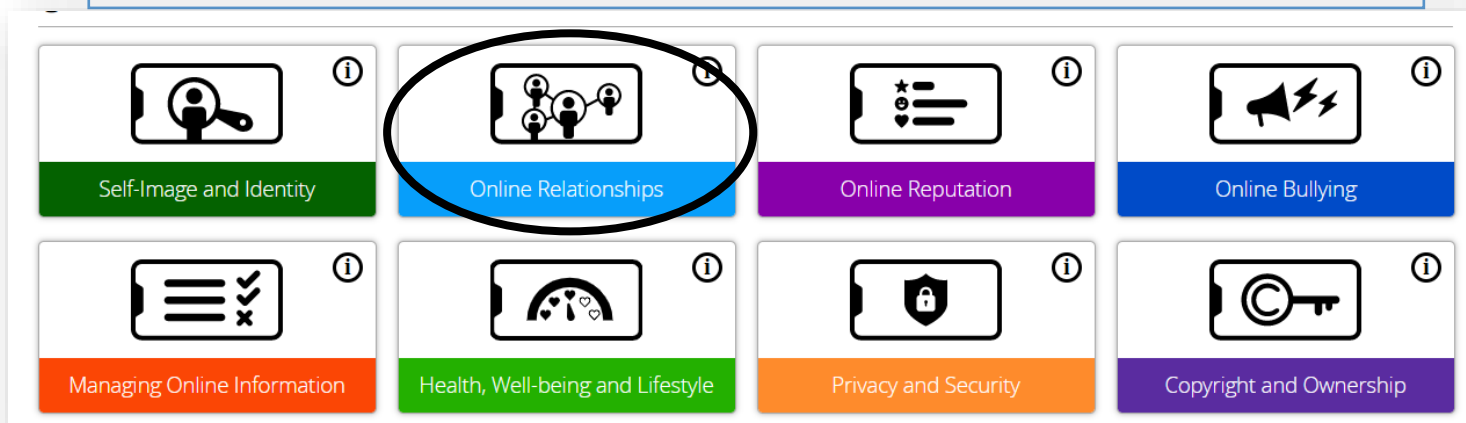 Self-Image and Identity
Online Relationships
Online Reputation
Online Bullying
Managing Online Information
Health, Well-being and Lifestyle
Privacy and Security
Copyright and Ownership